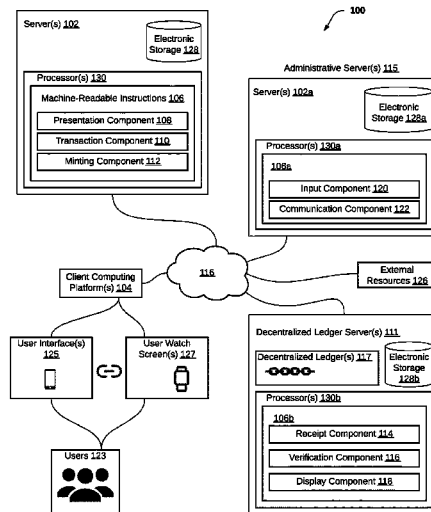 100
Server(s) 102
Electronic
Storage 128
Processor(s) 130
Machine-Readable Instructions 106
Presentation Component 108
Transaction Component 110
Minting Component 112
Administrative Server(s) 115
Server(s) 102a
Electronic
Storage 128a
Processor(s) 130a
106a
Input Component 120
Communication Component 122
116
Client Computing
Platform(s) 104
External
Resources 126
User Interface(s)
125
User Watch
Screen(s) 127
Users 123
Decentralized Ledger Server(s) 111
Decentralized Ledger(s) 117
Electronic
Storage
128b
Processor(s) 130b
106b
Receipt Component 114
Verification Component 116
Display Component 118